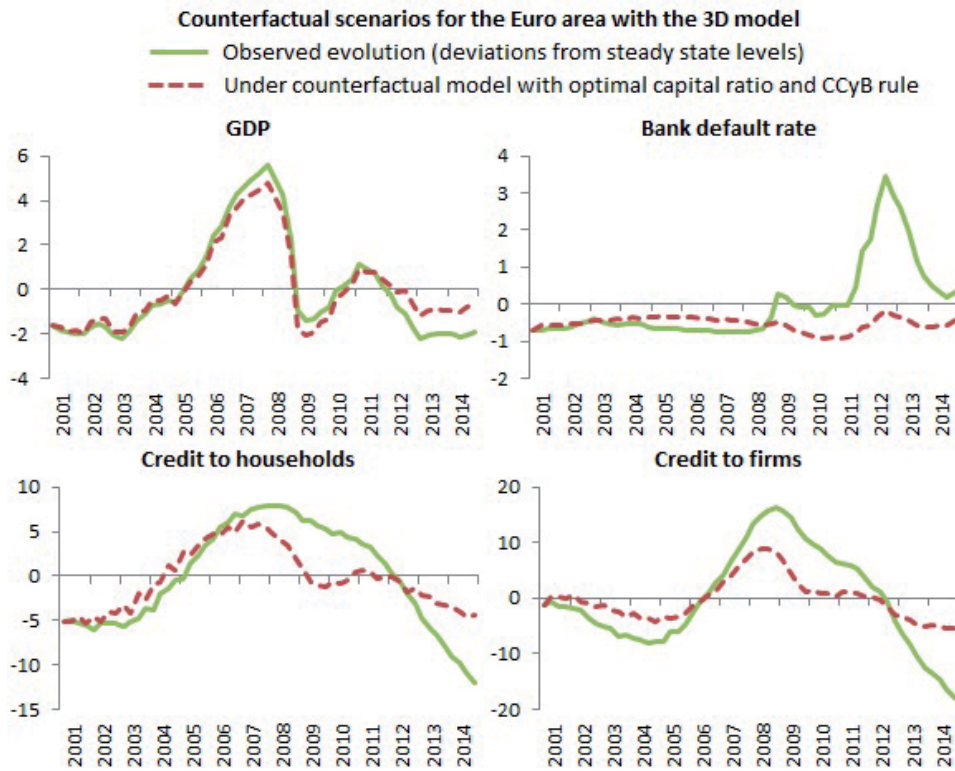 Counterfactual scenarios for the Euro area with the 3D model
Observed evolution (deviations from steady state levels)
Under counterfactual model with optimal capital ratio and CCyB rule
GDP
6
4
2
0
-2
-4
2001 2002 2003 2004 2005 2006 2007 2008 2009 2010 2011 2012 2013 2014
Bank default rate
4
3
2
1
0
-1
-2
2001 2002 2003 2004 2005 2006 2007 2008 2009 2010 2011 2012 2013 2014
Credit to households
10
5
0
-5
-10
-15
2001 2002 2003 2004 2005 2006 2007 2008 2009 2010 2011 2012 2013 2014
Credit to firms
20
10
0
-10
-20
2001 2002 2003 2004 2005 2006 2007 2008 2009 2010 2011 2012 2013 2014